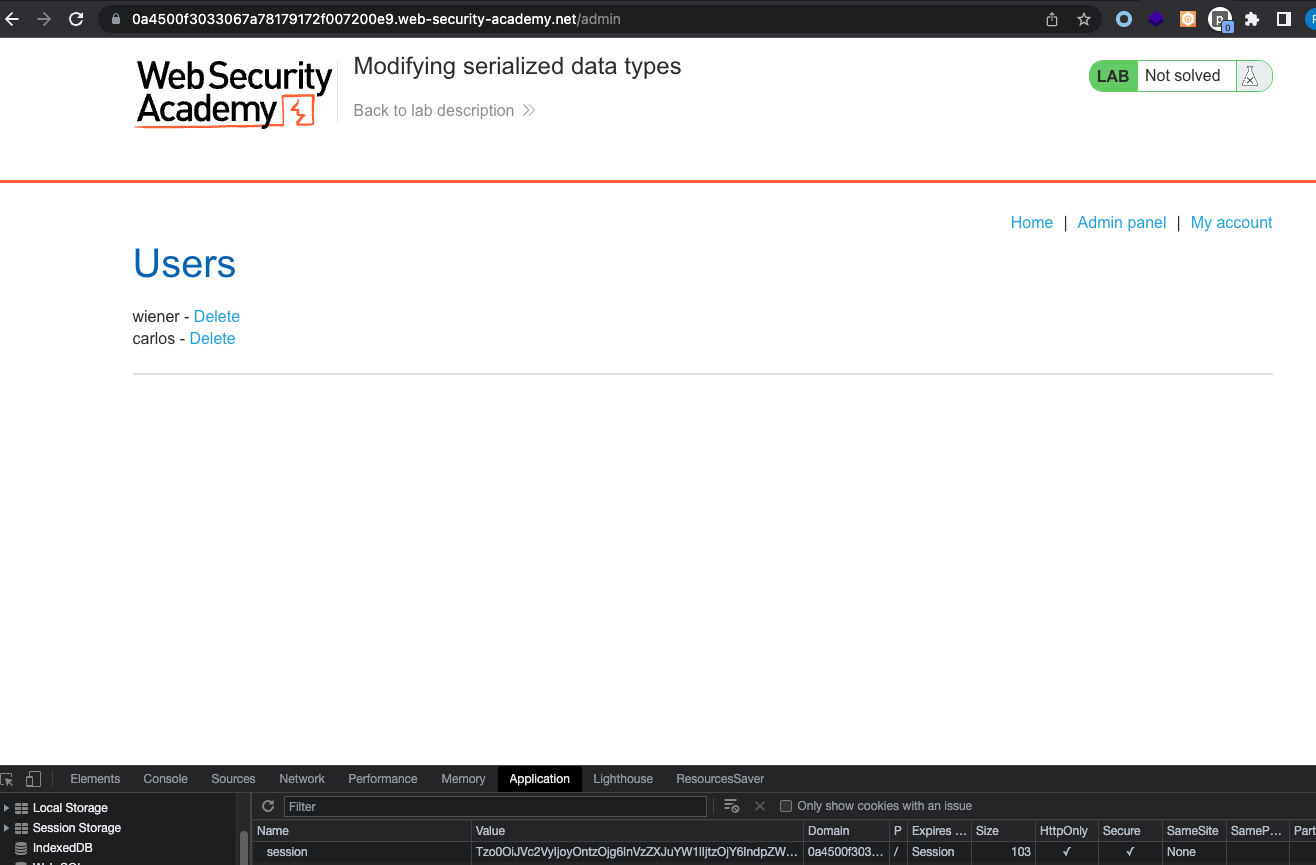 0a4500f3033067a78179172f007200e9.web-security-academy.net/admin
p
0
Web Security
Academy
Modifying serialized data types
Back to lab description
LAB Not solved
Home | Admin panel | My account
Users
wiener - Delete
carlos - Delete
Elements Console Sources Network Performance Memory Application Lighthouse ResourcesSaver
Local Storage
Session Storage
IndexedDB
Filter
Only show cookies with an issue
Name Value Domain P Expires ... Size HttpOnly Secure SameSite SameP... Part
session Tzo0OiJVc2VyIjoyOntzOjg6InVzZXJuYW1lIjtzOjY6IndpZW... 0a4500f303... / Session 103 ✓ ✓ None